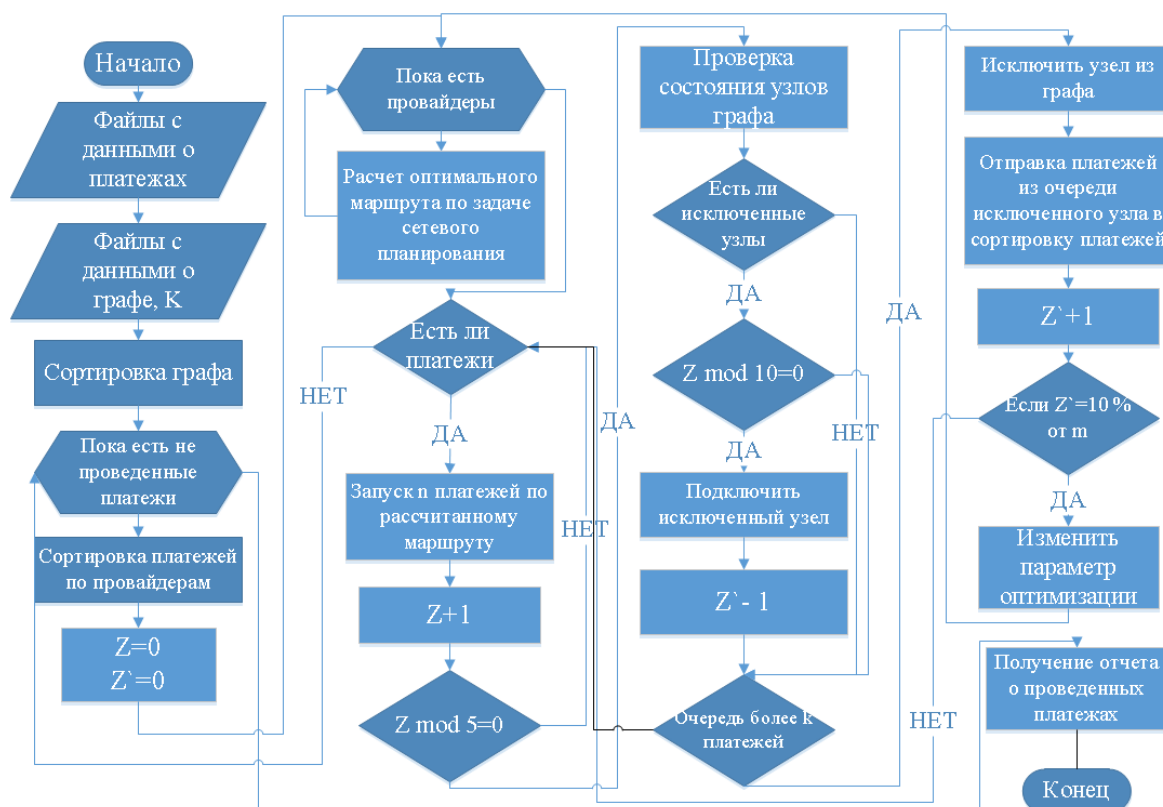 Начало
Файлы с
данными о
платежах
Файлы с
данными о
графе, K
Сортировка графа
Пока есть не
проведенные
платежи
Сортировка платежей
по провайдерам
Z=0
Z`=0
Пока есть
провайдеры
Расчет оптимального
маршрута по задаче
сетевого
планирования
Есть ли
платежи
НЕТ
ДА
Запуск n платежей по
рассчитанному
маршруту
Z+1
Z mod 5=0
НЕТ
ДА
Проверка
состояния узлов
графа
Есть ли
исключенные
узлы
ДА
Z mod 10=0
НЕТ
ДА
Подключить
исключенный узел
Z`- 1
Очередь более k
платежей
ДА
Исключить узел из
графа
Отправка платежей
из очереди
исключенного узла в
сортировку платежей
Z`+1
Если Z`=10 %
от m
НЕТ
ДА
Изменить
параметр
оптимизации
Получение отчета
о проведенных
платежах
Конец